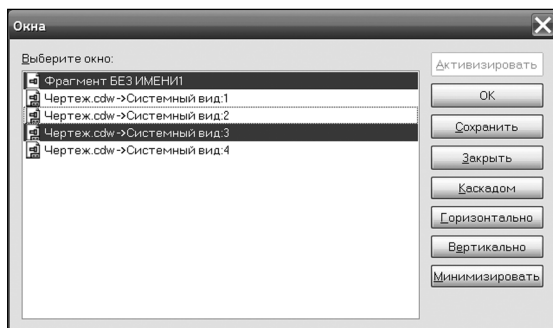 Окна
Выберите окно:
Фрагмент БЕЗ ИМЕНИ1
Чертеж.cdw->Системный вид:1
Чертеж.cdw->Системный вид:2
Чертеж.cdw->Системный вид:3
Чертеж.cdw->Системный вид:4
Активизировать
OK
Сохранить
Закрыть
Каскадом
Горизонтально
Вертикально
Минимизировать